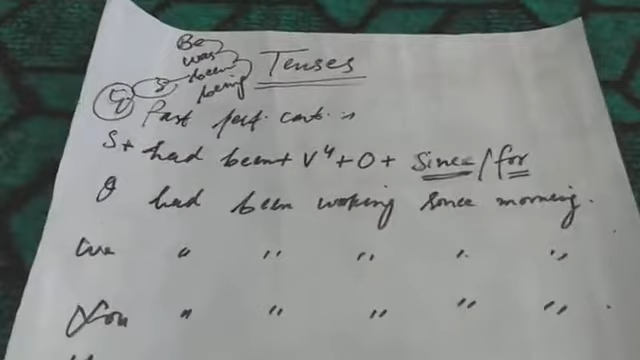 Be
was
been
being
Tenses
Past perf. cont. :
S+ had been + V⁴ + O + Since / for
I had been working since morning.
We " " " " "
You " " " " "